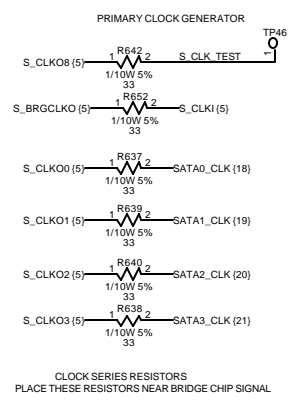 PRIMARY CLOCK GENERATOR
TP46
1
R642
S_CLKO8 {5} 1 2 S_CLK_TEST
1/10W 5%
33
R652
S_BRGCLKO {5} 1 2 S_CLKI {5}
1/10W 5%
33
R637
S_CLKO0 {5} 1 2 SATA0_CLK {18}
1/10W 5%
33
R639
S_CLKO1 {5} 1 2 SATA1_CLK {19}
1/10W 5%
33
R640
S_CLKO2 {5} 1 2 SATA2_CLK {20}
1/10W 5%
33
R638
S_CLKO3 {5} 1 2 SATA3_CLK {21}
1/10W 5%
33
CLOCK SERIES RESISTORS
PLACE THESE RESISTORS NEAR BRIDGE CHIP SIGNAL